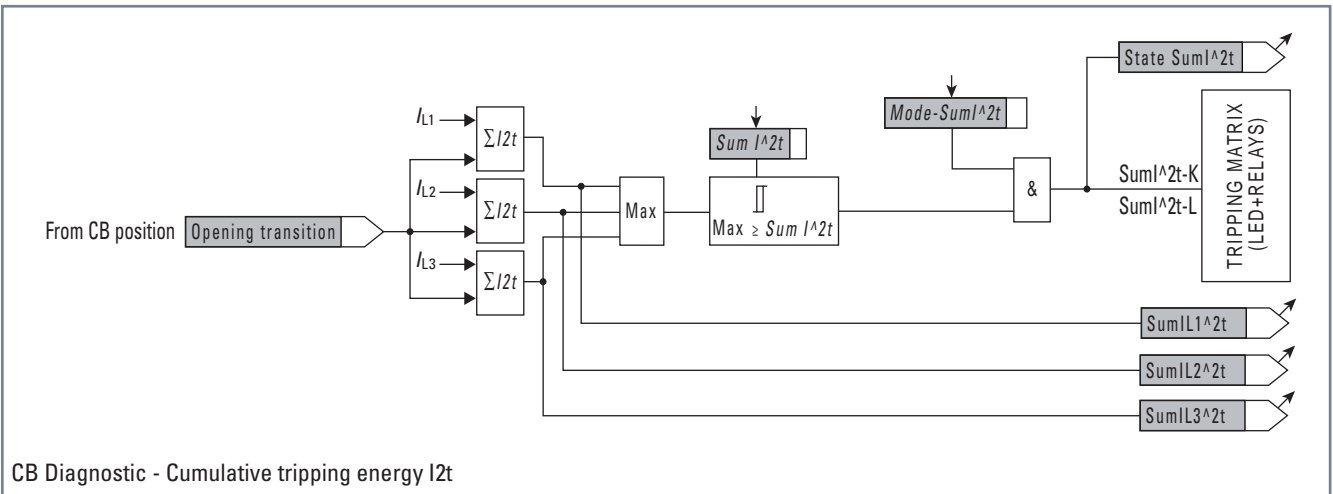 State SumI^2t
Mode-SumI^2t
Sum I^2t
IL1
∑I2t
IL2
∑I2t
IL3
∑I2t
From CB position
Opening transition
Max
Max ≥ Sum I^2t
&
SumI^2t-K
SumI^2t-L
TRIPPING MATRIX
(LED+RELAYS)
SumIL1^2t
SumIL2^2t
SumIL3^2t
CB Diagnostic - Cumulative tripping energy I2t